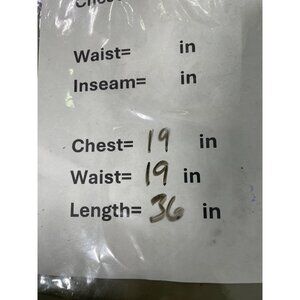 Waist= in
Inseam= in
Chest= 19 in
Waist= 19 in
Length= 36 in